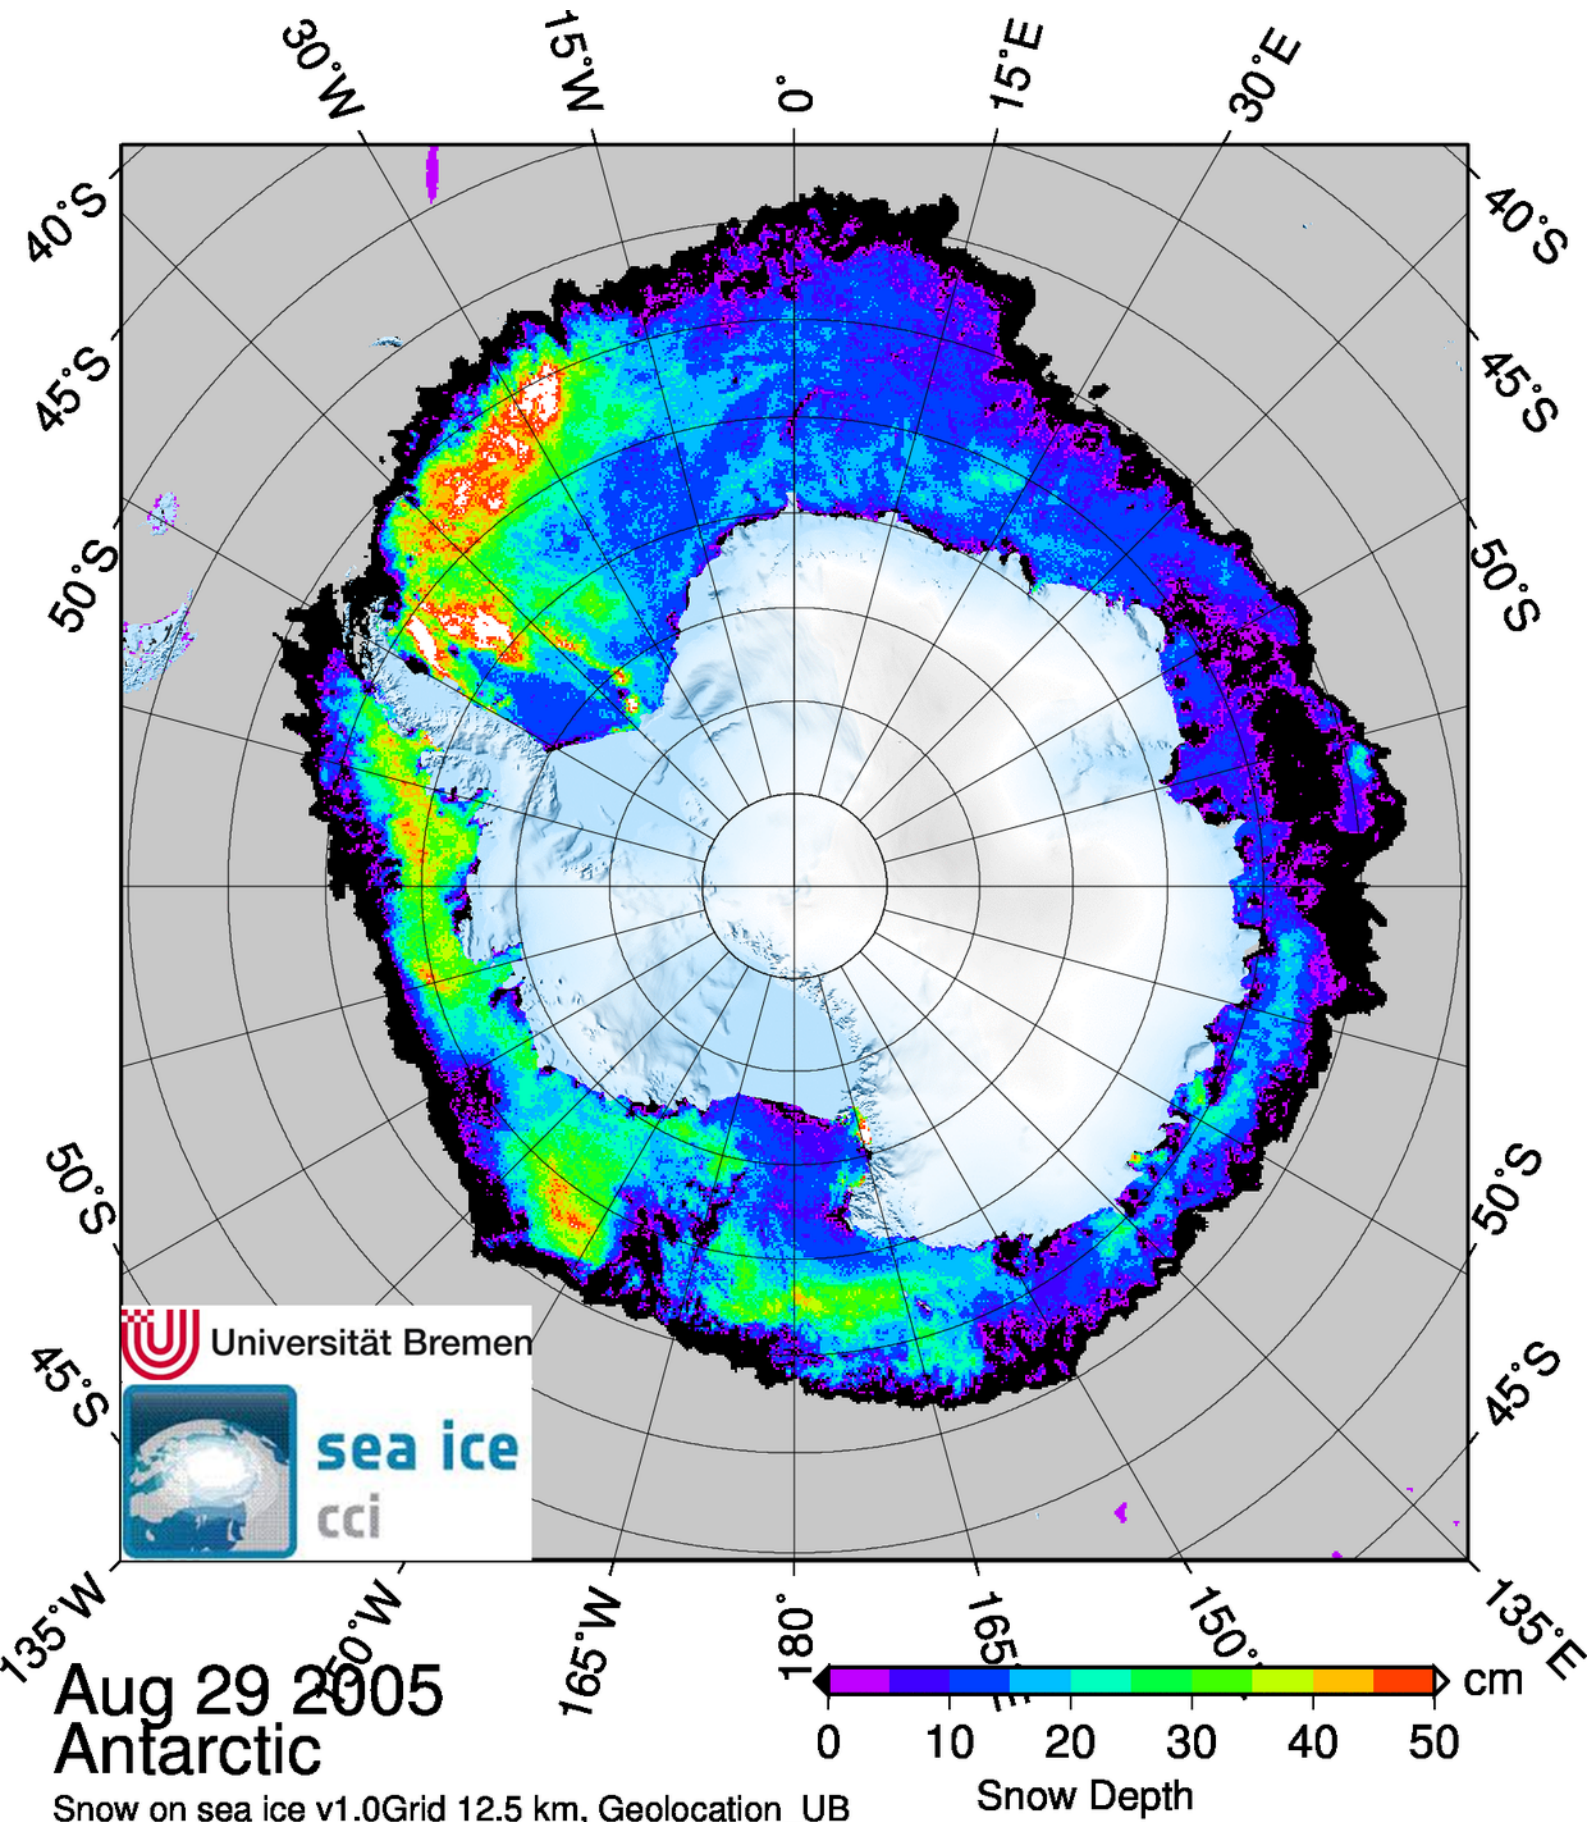 30°W 15°W 0° 15°E 30°E
40°S 40°S
45°S 45°S
50°S 50°S
50°S 50°S
45°S 45°S
Universität Bremen
sea ice
cci
135°W 165°W 180° 135°E
Aug 29 2005
Antarctic
Snow on sea ice v1.0Grid 12.5 km, Geolocation UB
cm
0 10 20 30 40 50
Snow Depth